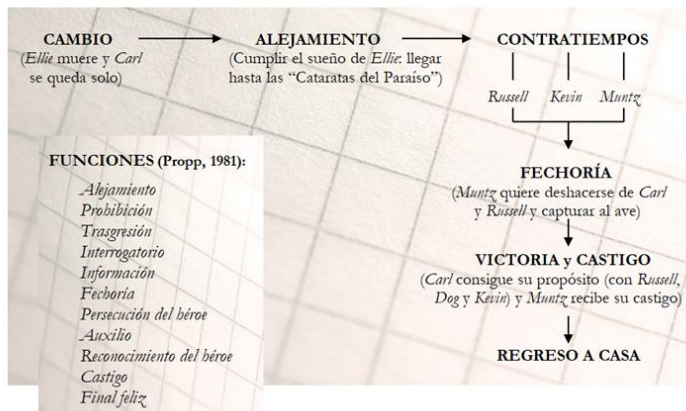 CAMBIO
(Ellie muere y Carl
se queda solo)
ALEJAMIENTO
(Cumplir el sueño de Ellie: llegar
hasta las “Cataratas del Paraíso”)
CONTRATIEMPOS
Russell Kevin Muntz
FECHORÍA
(Muntz quiere deshacerse de Carl
y Russell y capturar al ave)
VICTORIA y CASTIGO
(Carl consigue su propósito (con Russell,
Dog y Kevin) y Muntz recibe su castigo)
REGRESO A CASA
FUNCIONES (Propp, 1981):
Alejamiento
Prohibición
Trasgresión
Interrogatorio
Información
Fechoría
Persecución del héroe
Auxilio
Reconocimiento del héroe
Castigo
Final feliz